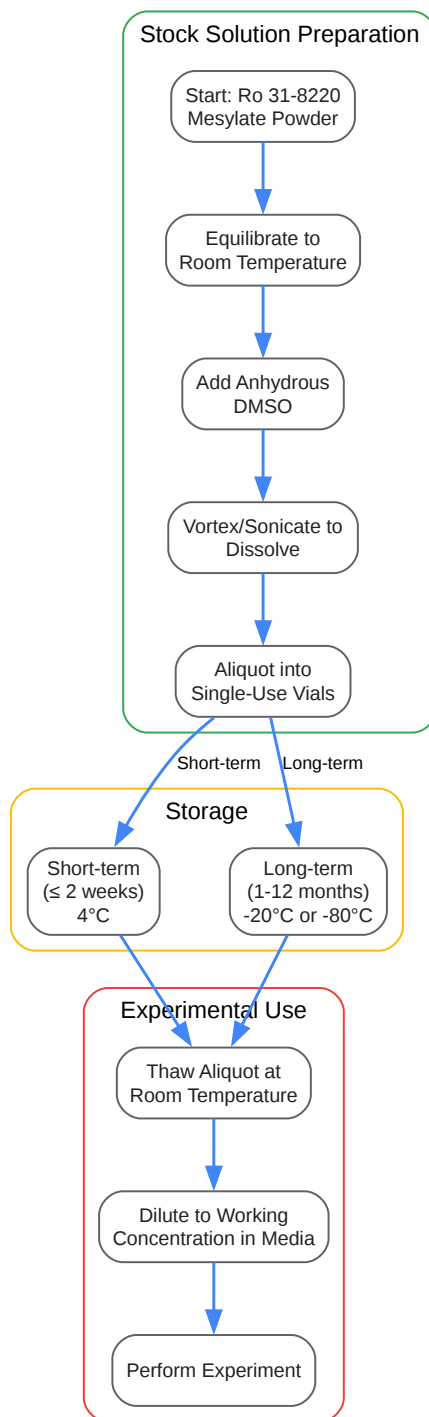 Stock Solution Preparation
Start: Ro 31-8220
Mesylate Powder
Equilibrate to
Room Temperature
Add Anhydrous
DMSO
Vortex/Sonicate to
Dissolve
Aliquot into
Single-Use Vials
Short-term
Long-term
Storage
Short-term
(≤ 2 weeks)
4°C
Long-term
(1-12 months)
-20°C or -80°C
Experimental Use
Thaw Aliquot at
Room Temperature
Dilute to Working
Concentration in Media
Perform Experiment